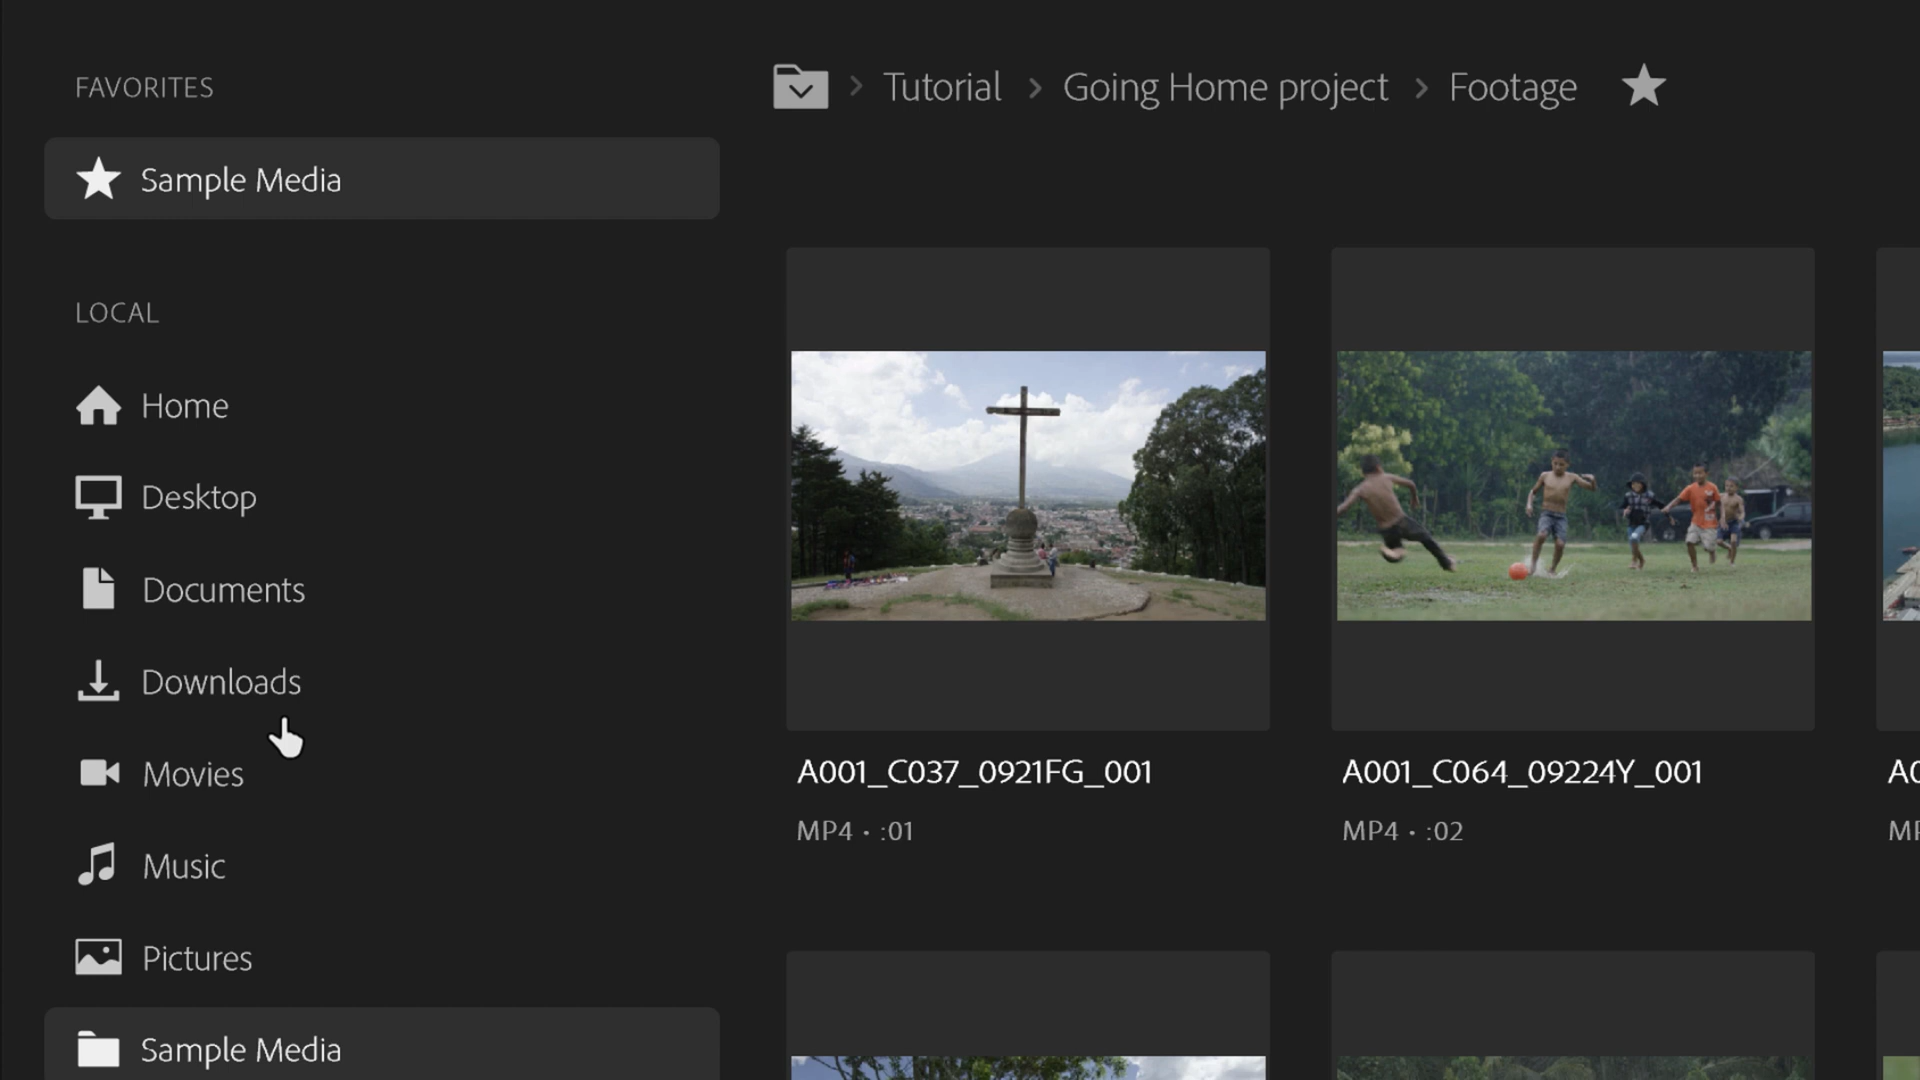 FAVORITES
Sample Media
LOCAL
Home
Desktop
Documents
Downloads
Movies
Music
Pictures
Sample Media
Tutorial > Going Home project > Footage
A001_C037_0921FG_001
MP4 • :01
A001_C064_09224Y_001
MP4 • :02